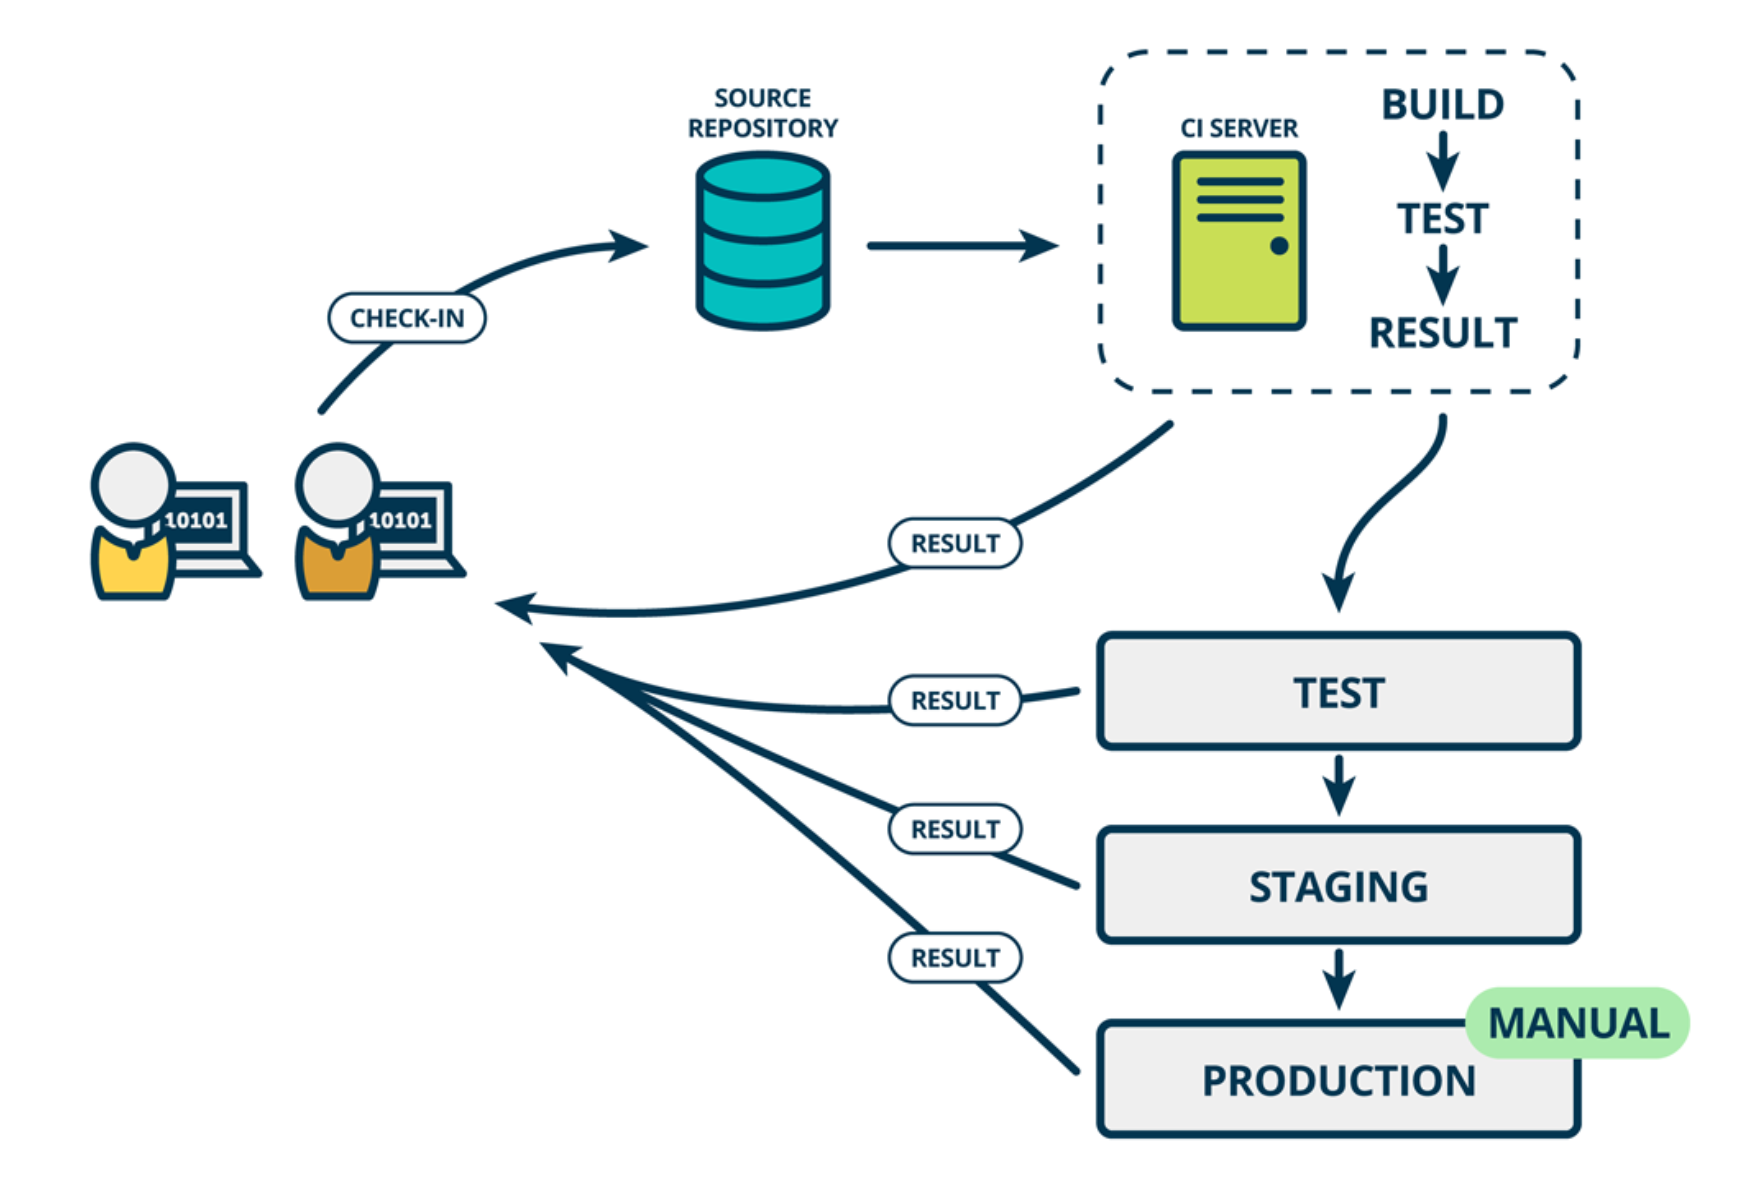 SOURCE
REPOSITORY
CI SERVER
BUILD
TEST
RESULT
CHECK-IN
10101
10101
RESULT
RESULT
RESULT
RESULT
TEST
STAGING
MANUAL
PRODUCTION